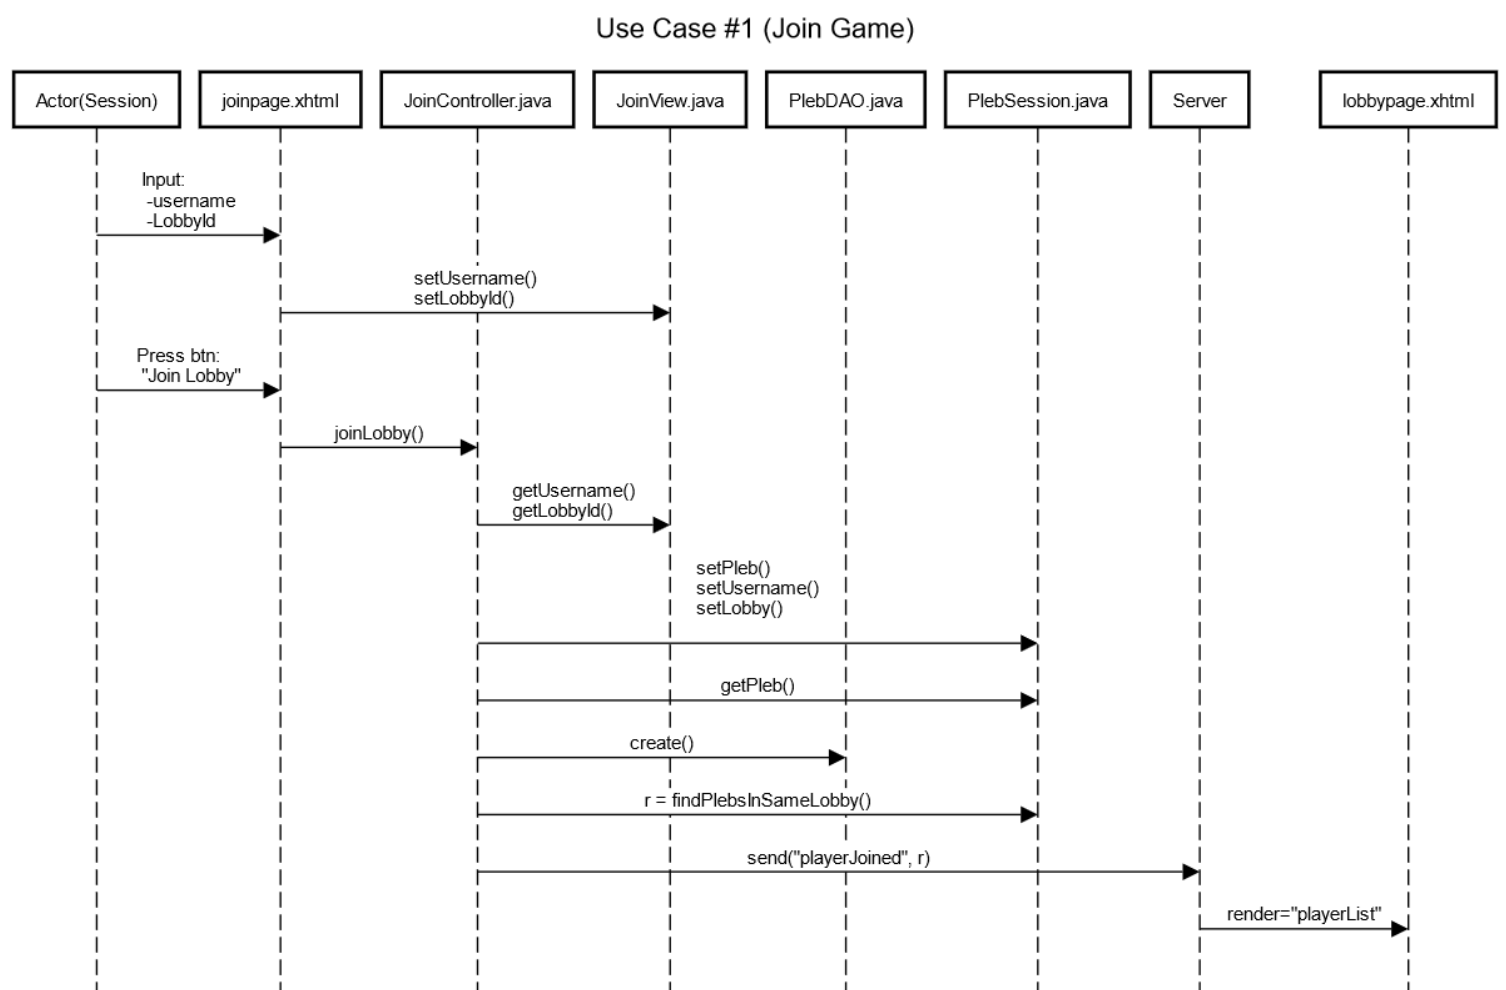 Use Case #1 (Join Game)
Actor(Session)
joinpage.xhtml
JoinController.java
JoinView.java
PlebDAO.java
PlebSession.java
Server
lobbypage.xhtml
Input:
-username
-LobbyId
setUsername()
setLobbyId()
Press btn:
"Join Lobby"
joinLobby()
getUsername()
getLobbyId()
setPleb()
setUsername()
setLobby()
getPleb()
create()
r = findPlebsInSameLobby()
send("playerJoined", r)
render="playerList"